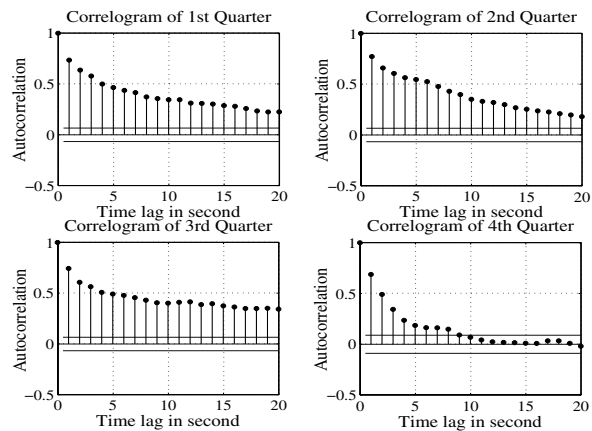 Correlogram of 1st Quarter
1
0.5
0
−0.5
Autocorrelation
0 5 10 15 20
Time lag in second
Correlogram of 2nd Quarter
1
0.5
0
−0.5
Autocorrelation
0 5 10 15 20
Time lag in second
Correlogram of 3rd Quarter
1
0.5
0
−0.5
Autocorrelation
0 5 10 15 20
Time lag in second
Correlogram of 4th Quarter
1
0.5
0
−0.5
Autocorrelation
0 5 10 15 20
Time lag in second